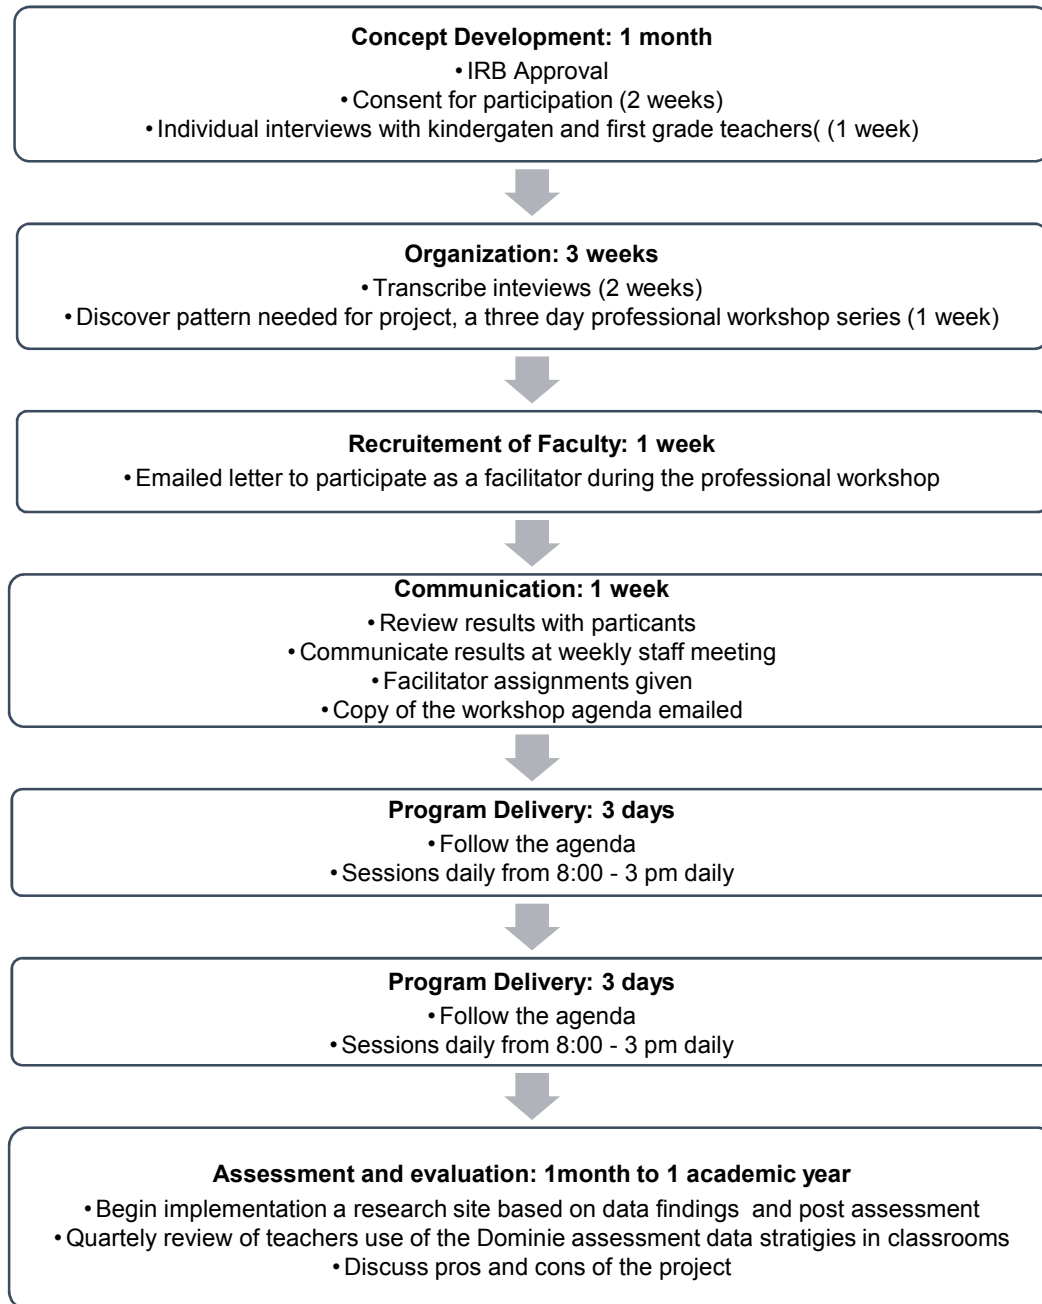 Concept Development: 1 month
•IRB Approval
•Consent for participation (2 weeks)
•Individual interviews with kindergaten and first grade teachers( (1 week)
Organization: 3 weeks
•Transcribe inteviews (2 weeks)
•Discover pattern needed for project, a three day professional workshop series (1 week)
Recruitement of Faculty: 1 week
•Emailed letter to participate as a facilitator during the professional workshop
Communication: 1 week
•Review results with particants
•Communicate results at weekly staff meeting
•Facilitator assignments given
•Copy of the workshop agenda emailed
Program Delivery: 3 days
•Follow the agenda
•Sessions daily from 8:00 - 3 pm daily
Program Delivery: 3 days
•Follow the agenda
•Sessions daily from 8:00 - 3 pm daily
Assessment and evaluation: 1month to 1 academic year
•Begin implementation a research site based on data findings and post assessment
•Quartely review of teachers use of the Dominie assessment data stratigies in classrooms
•Discuss pros and cons of the project